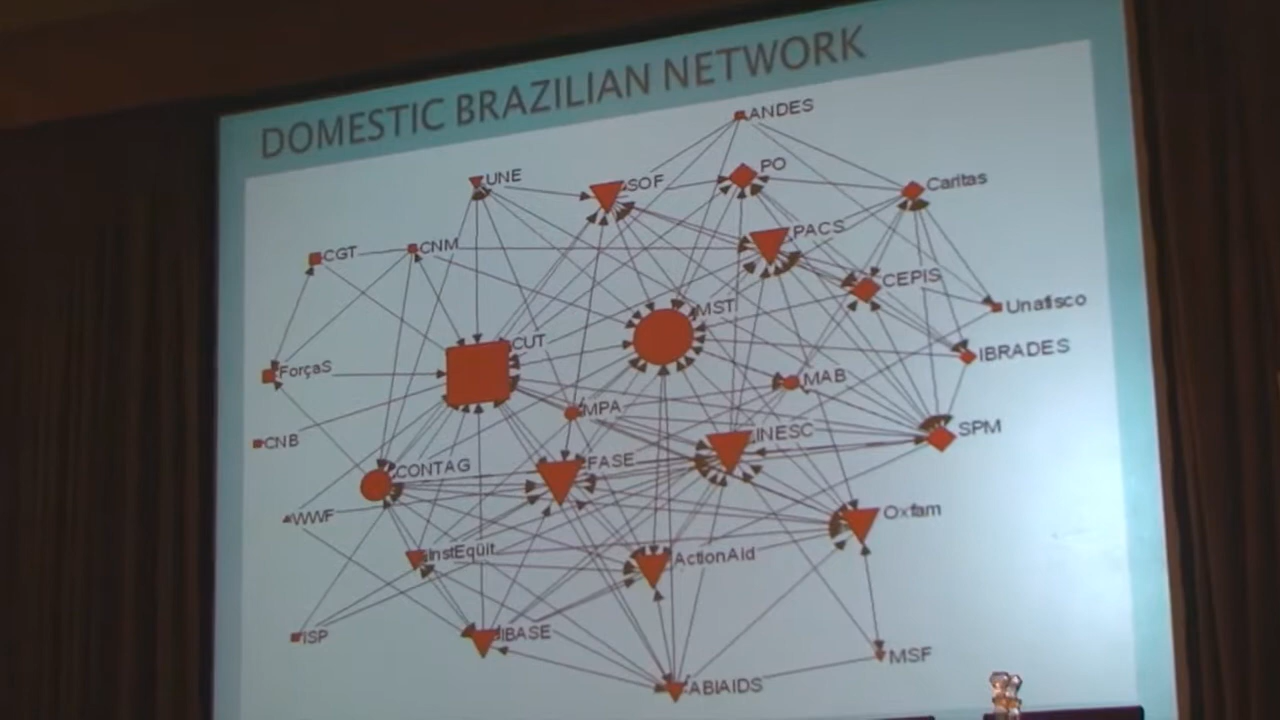 DOMESTIC BRAZILIAN NETWORK
ANDES
UNE
SOF
PO
Caritas
CGT
CNM
PACS
CEPIS
Unafisco
MST
CUT
IBRADES
ForçaS
MAB
MPA
CNB
INESC
SPM
CONTAG
FASE
WWF
Oxfam
InstEqüit
ActionAid
ISP
IBASE
MSF
ABIAIDS